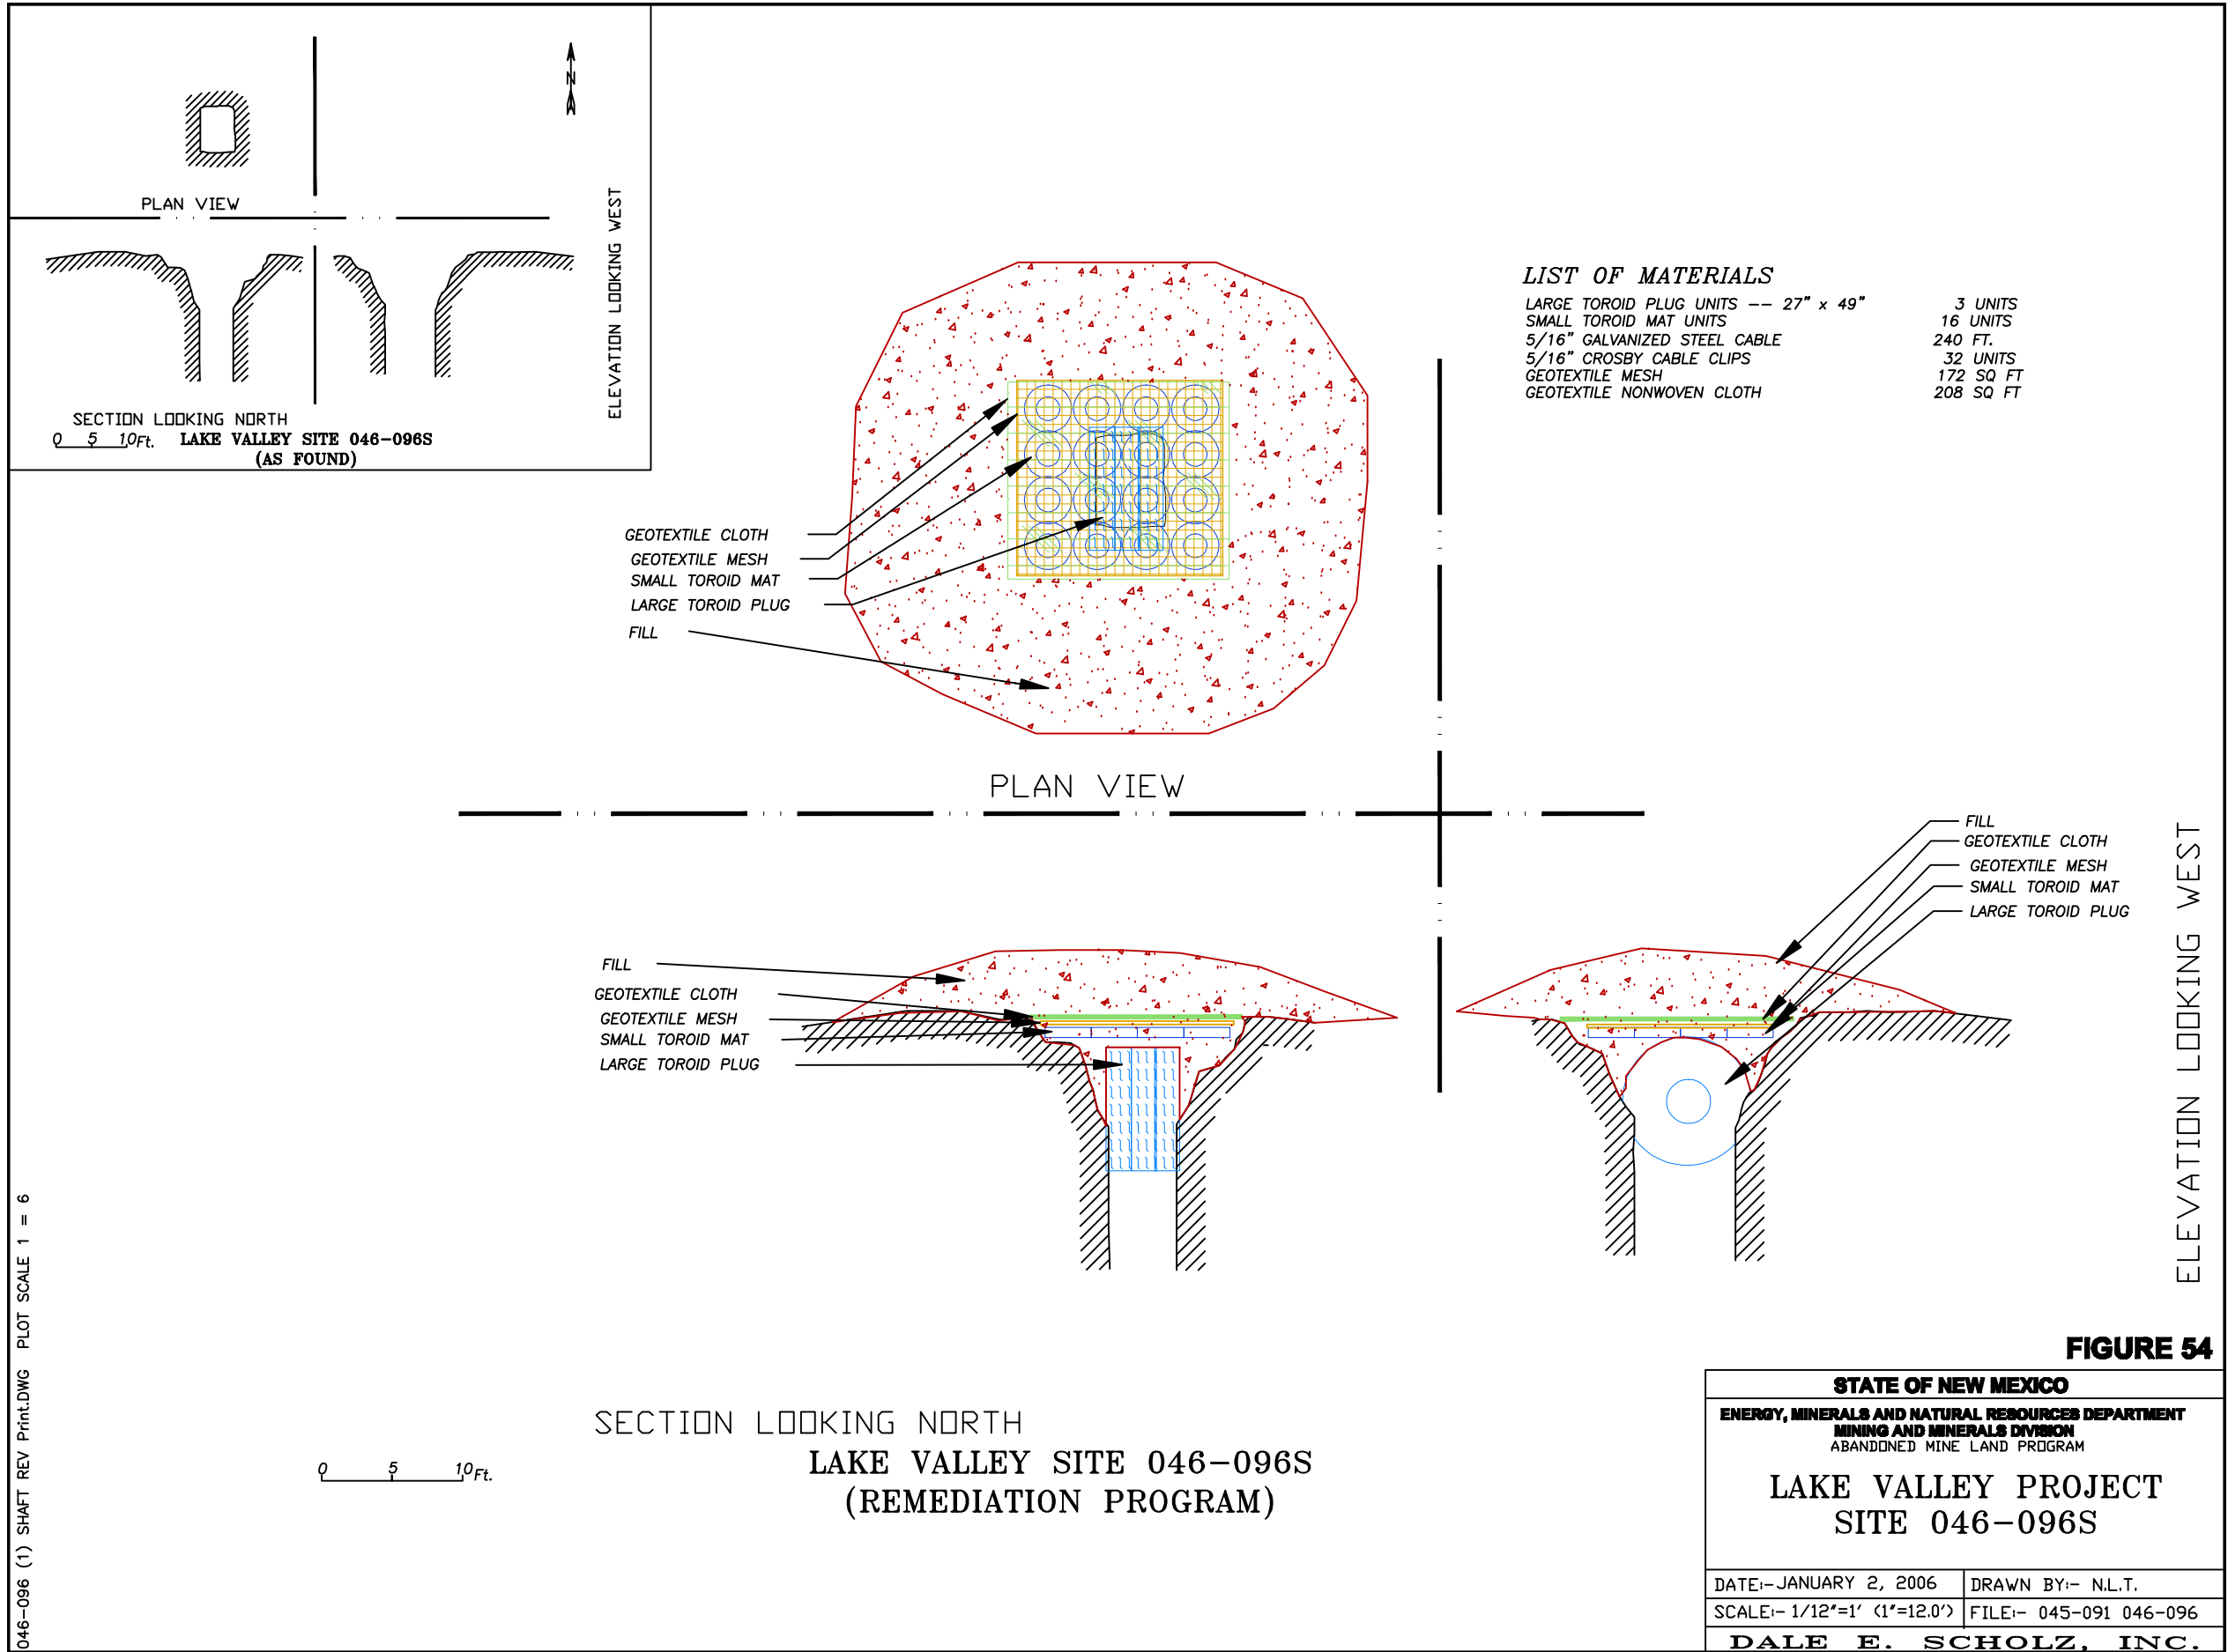 N
PLAN VIEW
ELEVATION LOOKING WEST
SECTION LOOKING NORTH
0 5 10Ft.
LAKE VALLEY SITE 046-096S
(AS FOUND)
LIST OF MATERIALS
LARGE TOROID PLUG UNITS -- 27" x 49" 3 UNITS
SMALL TOROID MAT UNITS 16 UNITS
5/16" GALVANIZED STEEL CABLE 240 FT.
5/16" CROSBY CABLE CLIPS 32 UNITS
GEOTEXTILE MESH 172 SQ FT
GEOTEXTILE NONWOVEN CLOTH 208 SQ FT
GEOTEXTILE CLOTH
GEOTEXTILE MESH
SMALL TOROID MAT
LARGE TOROID PLUG
FILL
PLAN VIEW
FILL
GEOTEXTILE CLOTH
GEOTEXTILE MESH
SMALL TOROID MAT
LARGE TOROID PLUG
FILL
GEOTEXTILE CLOTH
GEOTEXTILE MESH
SMALL TOROID MAT
LARGE TOROID PLUG
ELEVATION LOOKING WEST
SECTION LOOKING NORTH
LAKE VALLEY SITE 046-096S
(REMEDIATION PROGRAM)
0 5 10Ft.
046-096 (1) SHAFT REV Print.DWG PLOT SCALE 1 = 6
FIGURE 54
STATE OF NEW MEXICO
ENERGY, MINERALS AND NATURAL RESOURCES DEPARTMENT
MINING AND MINERALS DIVISION
ABANDONED MINE LAND PROGRAM
LAKE VALLEY PROJECT
SITE 046-096S
DATE:-JANUARY 2, 2006
DRAWN BY:- N.L.T.
SCALE:- 1/12"=1' (1"=12.0')
FILE:- 045-091 046-096
DALE E. SCHOLZ, INC.